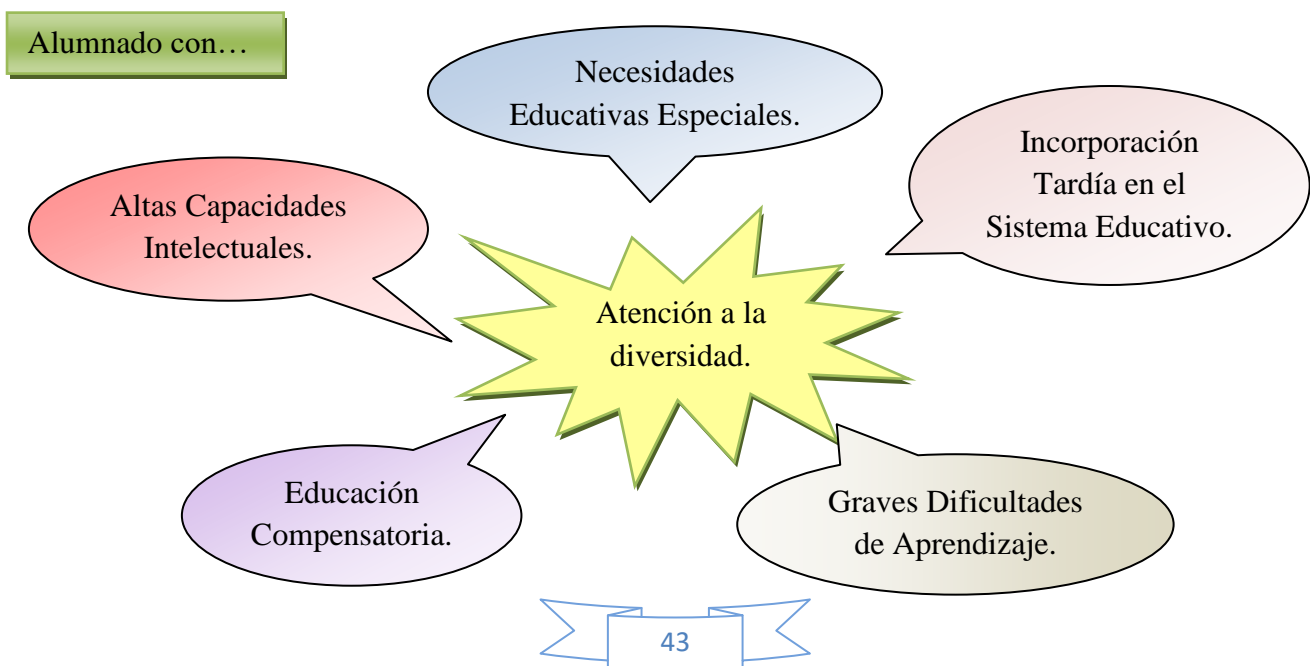 Alumnado con…
Necesidades
Educativas Especiales.
Incorporación
Tardía en el
Sistema Educativo.
Altas Capacidades
Intelectuales.
Atención a la
diversidad.
Educación
Compensatoria.
Graves Dificultades
de Aprendizaje.
43